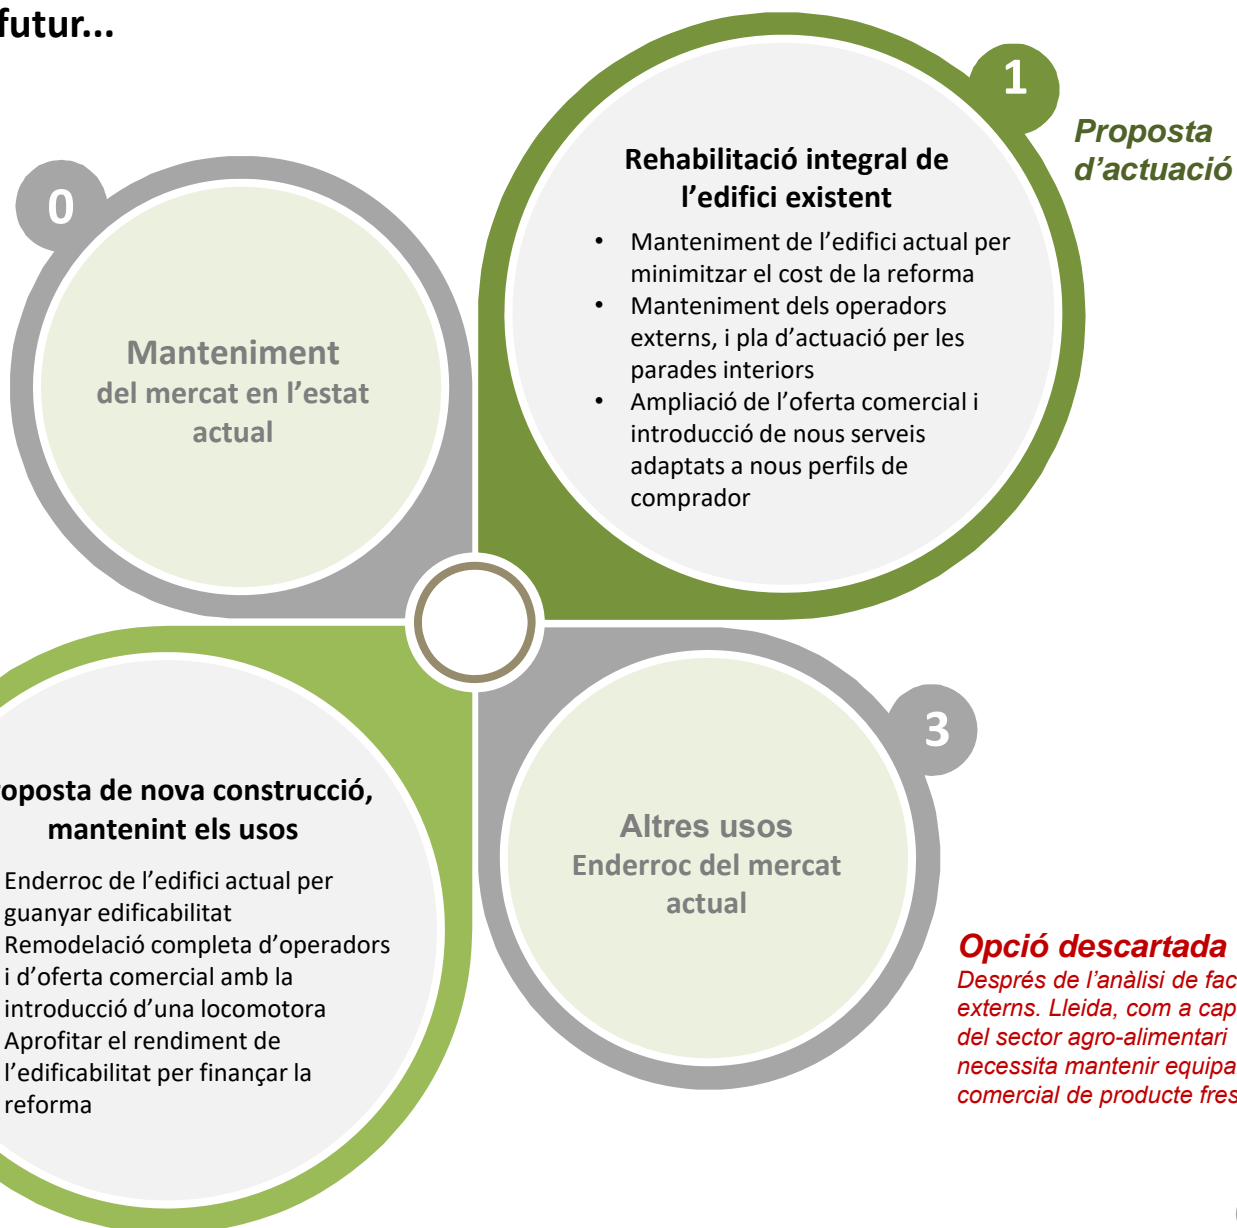 futur...
0
Manteniment
del mercat en l’estat
actual
1
Proposta
d’actuació
Rehabilitació integral de
l’edifici existent
• Manteniment de l’edifici actual per
minimitzar el cost de la reforma
• Manteniment dels operadors
externs, i pla d’actuació per les
parades interiors
• Ampliació de l’oferta comercial i
introducció de nous serveis
adaptats a nous perfils de
comprador
oposta de nova construcció,
mantenint els usos
Enderroc de l’edifici actual per
guanyar edificabilitat
Remodelació completa d’operadors
i d’oferta comercial amb la
introducció d’una locomotora
Aprofitar el rendiment de
l’edificabilitat per finançar la
reforma
3
Altres usos
Enderroc del mercat
actual
Opció descartada
Després de l’anàlisi de fac
externs. Lleida, com a cap
del sector agro-alimentari
necessita mantenir equipa
comercial de producte fres